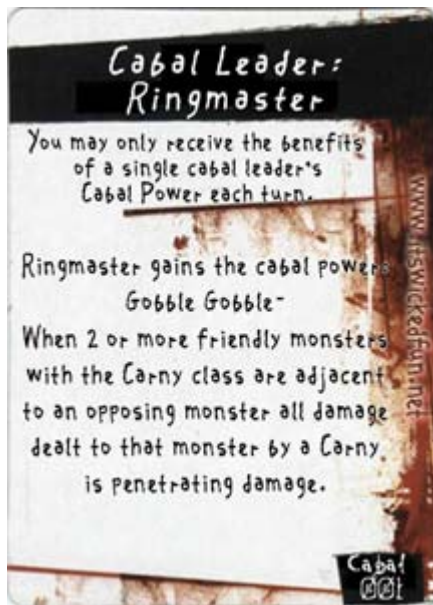 Cabal Leader:
Ringmaster
You may only receive the benefits
of a single cabal leader's
Cabal Power each turn.
Ringmaster gains the cabal power:
Gobble Gobble-
When 2 or more friendly monsters
with the Carny class are adjacent
to an opposing monster all damage
dealt to that monster by a Carny
is penetrating damage.
www.itswickedfun.net
Cabal
001